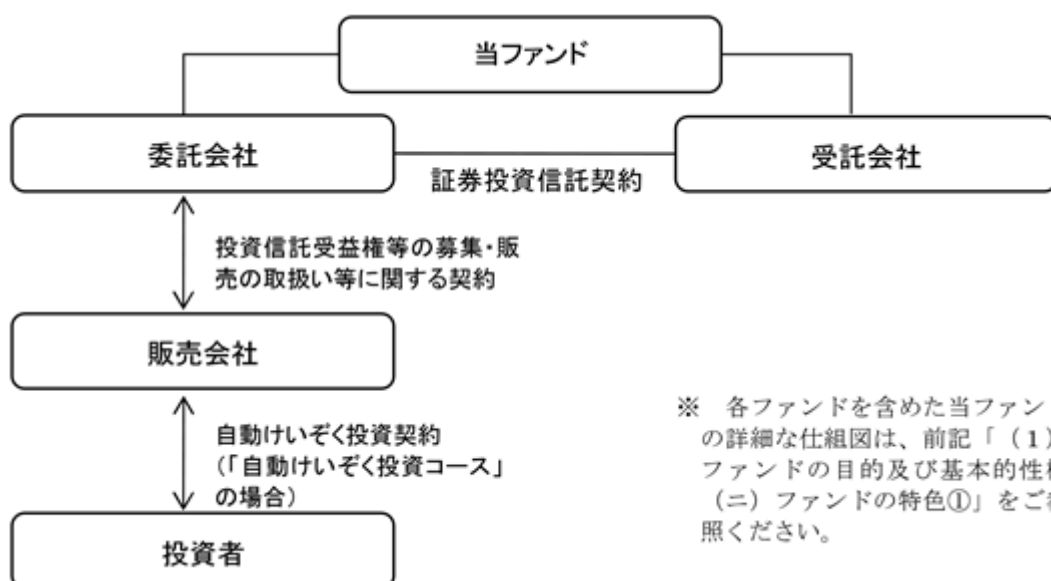 当ファンド
委託会社
受託会社
証券投資信託契約
投資信託受益権等の募集・販
売の取扱い等に関する契約
販売会社
自動けいぞく投資契約
(「自動けいぞく投資コース」
の場合)
投資者
※ 各ファンドを含めた当ファン
の詳細な仕組図は、前記「(1)
ファンドの目的及び基本的性
(ニ)ファンドの特色①」をご
照ください。